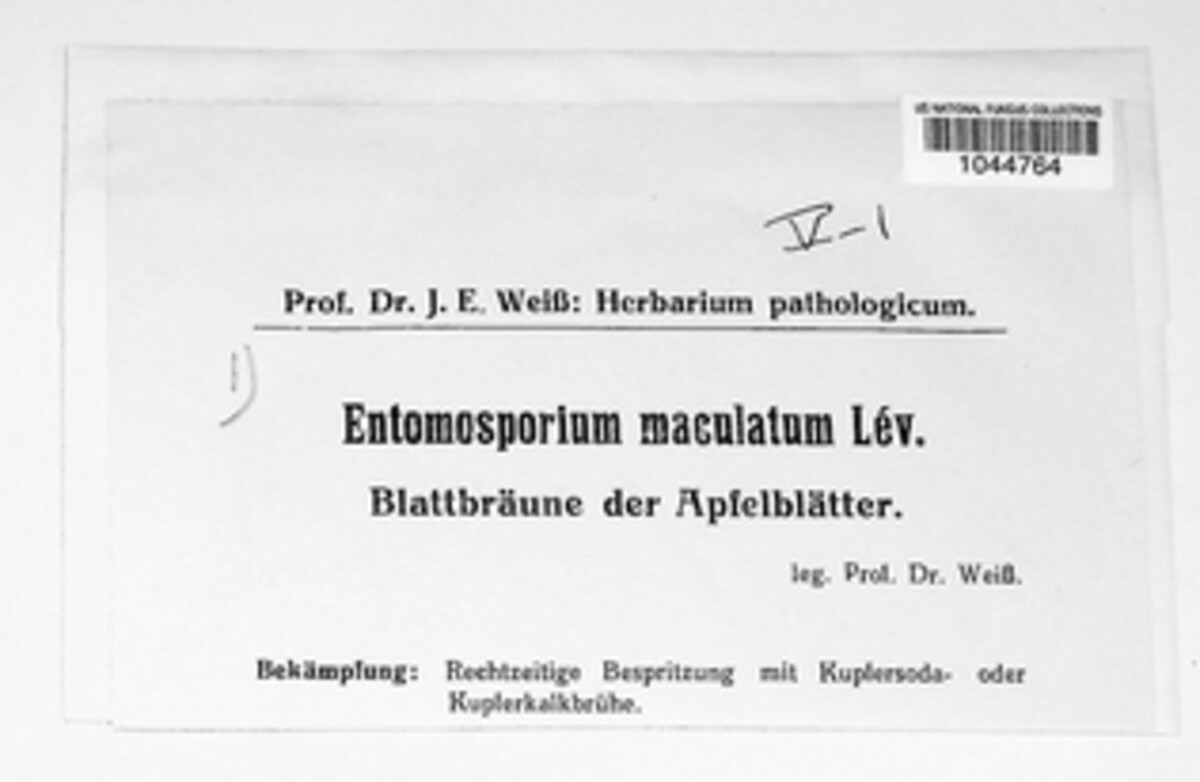 US NATIONAL FUNGUS COLLECTIONS
1044764
V-1
Prof. Dr. J. E. Weiß: Herbarium pathologicum.
1)
Entomosporium maculatum Lév.
Blattbräune der Apfelblätter.
leg. Prof. Dr. Weiß.
Bekämpfung: Rechtzeitige Bespritzung mit Kupfersoda- oder
Kupferkalkbrühe.